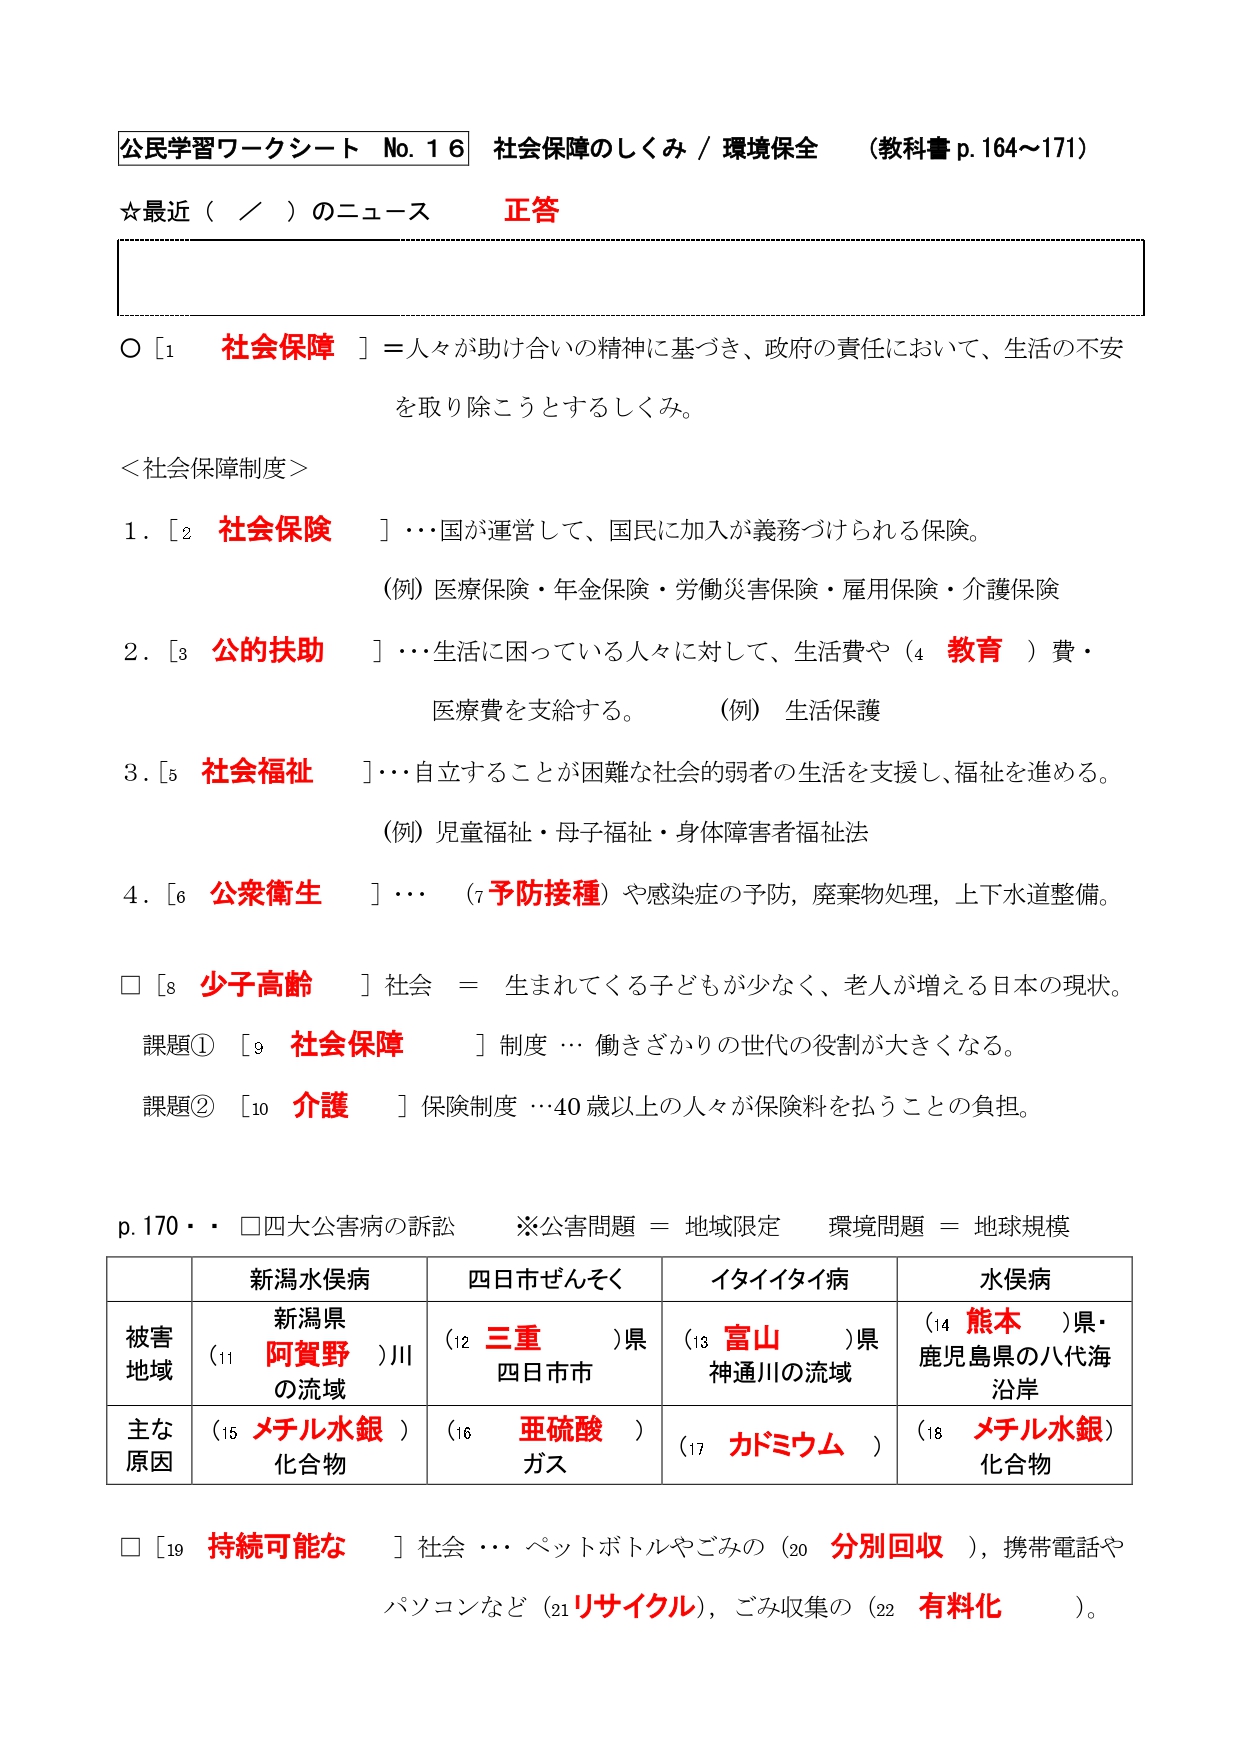 公民学習ワークシート　No.１６　社会保障のしくみ / 環境保全　（教科書 p.164～171）
☆最近（　／　）のニュース　　　正答
○［1　社会保障　］＝人々が助け合いの精神に基づき、政府の責任において、生活の不安
を取り除こうとするしくみ。
＜社会保障制度＞
１．［2　社会保険　］…国が運営して、国民に加入が義務づけられる保険。
（例）医療保険・年金保険・労働災害保険・雇用保険・介護保険
２．［3　公的扶助　］…生活に困っている人々に対して、生活費や（4　教育　）費・
医療費を支給する。　　　（例）　生活保護
３．［5　社会福祉　］…自立することが困難な社会的弱者の生活を支援し、福祉を進める。
（例）児童福祉・母子福祉・身体障害者福祉法
４．［6　公衆衛生　］…　（7 予防接種）や感染症の予防，廃棄物処理，上下水道整備。
□［8　少子高齢　］社会　＝　生まれてくる子どもが少なく、老人が増える日本の現状。
課題①　［9　社会保障　］制度 … 働きざかりの世代の役割が大きくなる。
課題②　［10　介護　］保険制度 …40 歳以上の人々が保険料を払うことの負担。
p.170・・ □四大公害病の訴訟　　※公害問題 ＝ 地域限定　　環境問題 ＝ 地球規模
新潟水俣病　四日市ぜんそく　イタイイタイ病　水俣病
被害地域　新潟県（11　阿賀野　）川の流域　（12　三重　）県四日市市　（13　富山　）県神通川の流域　（14　熊本　）県・鹿児島県の八代海沿岸
主な原因　（15　メチル水銀　）化合物　（16　亜硫酸　）ガス　（17　カドミウム　）　（18　メチル水銀）化合物
□［19　持続可能な　］社会 … ペットボトルやごみの（20　分別回収　），携帯電話や
パソコンなど（21 リサイクル），ごみ収集の（22　有料化　）。